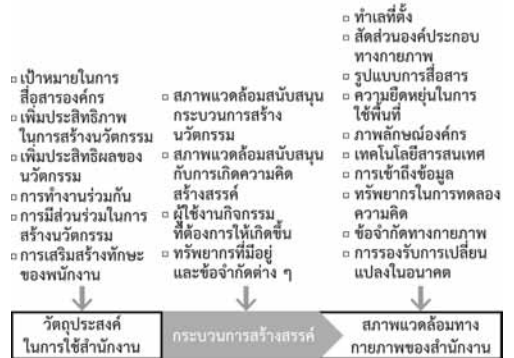 ▫ เป้าหมายในการ
สื่อสารองค์กร
▫ เพิ่มประสิทธิภาพ
ในการสร้างนวัตกรรม
▫ เพิ่มประสิทธิผลของ
นวัตกรรม
▫ การทำงานร่วมกัน
▫ การมีส่วนร่วมในการ
สร้างนวัตกรรม
▫ การเสริมสร้างทักษะ
ของพนักงาน
▫ สภาพแวดล้อมสนับสนุน
กระบวนการสร้าง
นวัตกรรม
▫ สภาพแวดล้อมสนับสนุน
กับการเกิดความคิด
สร้างสรรค์
▫ ผู้ใช้งานกิจกรรม
ที่ต้องการให้เกิดขึ้น
▫ ทรัพยากรที่มีอยู่
และข้อจำกัดต่าง ๆ
▫ ทำเลที่ตั้ง
▫ สัดส่วนองค์ประกอบ
ทางกายภาพ
▫ รูปแบบการสื่อสาร
▫ ความยืดหยุ่นในการ
ใช้พื้นที่
▫ ภาพลักษณ์องค์กร
▫ เทคโนโลยีสารสนเทศ
▫ การเข้าถึงข้อมูล
▫ ทรัพยากรในการทดลอง
ความคิด
▫ ข้อจำกัดทางกายภาพ
▫ การรองรับการเปลี่ยน
แปลงในอนาคต
วัตถุประสงค์
ในการใช้สำนักงาน
กระบวนการสร้างสรรค์
สภาพแวดล้อมทาง
กายภาพของสำนักงาน